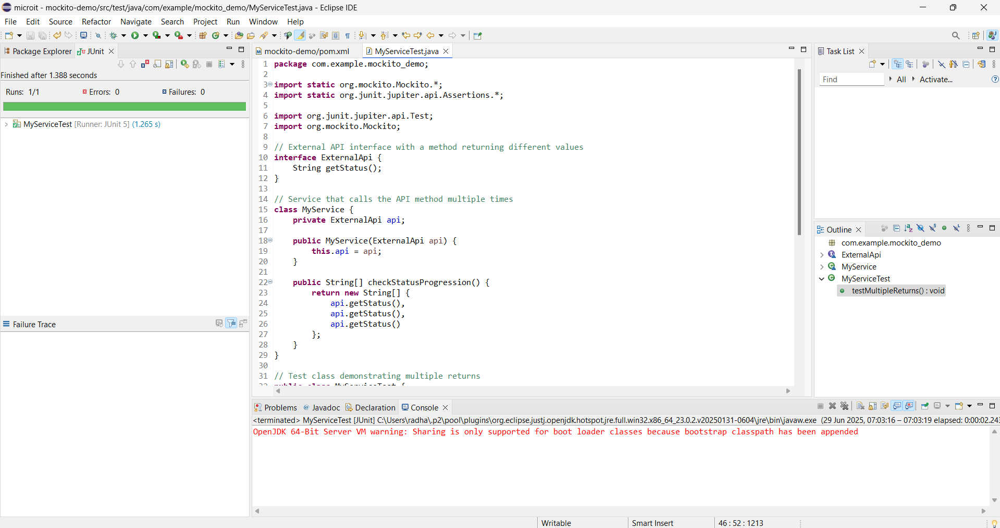 microit - mockito-demo/src/test/java/com/example/mockito_demo/MyServiceTest.java - Eclipse IDE
File Edit Source Refactor Navigate Search Project Run Window Help
Package Explorer JUnit
Finished after 1.388 seconds
Runs: 1/1 Errors: 0 Failures: 0
MyServiceTest [Runner: JUnit 5] (1.265 s)
Failure Trace
mockito-demo/pom.xml MyServiceTest.java
1 package com.example.mockito_demo;
2
3 import static org.mockito.Mockito.*;
4 import static org.junit.jupiter.api.Assertions.*;
5
6 import org.junit.jupiter.api.Test;
7 import org.mockito.Mockito;
8
9 // External API interface with a method returning different values
10 interface ExternalApi {
11 String getStatus();
12 }
13
14 // Service that calls the API method multiple times
15 class MyService {
16 private ExternalApi api;
17
18 public MyService(ExternalApi api) {
19 this.api = api;
20 }
21
22 public String[] checkStatusProgression() {
23 return new String[] {
24 api.getStatus(),
25 api.getStatus(),
26 api.getStatus()
27 };
28 }
29 }
30
31 // Test class demonstrating multiple returns
32 public class MyServiceTest {
Task List
Find All Activate...
Outline
com.example.mockito_demo
ExternalApi
MyService
MyServiceTest
testMultipleReturns() : void
Problems Javadoc Declaration Console
<terminated> MyServiceTest [JUnit] C:\Users\radha\.p2\pool\plugins\org.eclipse.justj.openjdk.hotspot.jre.full.win32.x86_64_23.0.2.v20250131-0604\jre\bin\javaw.exe (29 Jun 2025, 07:03:16 – 07:03:19 elapsed: 0:00:02.243
OpenJDK 64-Bit Server VM warning: Sharing is only supported for boot loader classes because bootstrap classpath has been appended
Writable Smart Insert 46 : 52 : 1213